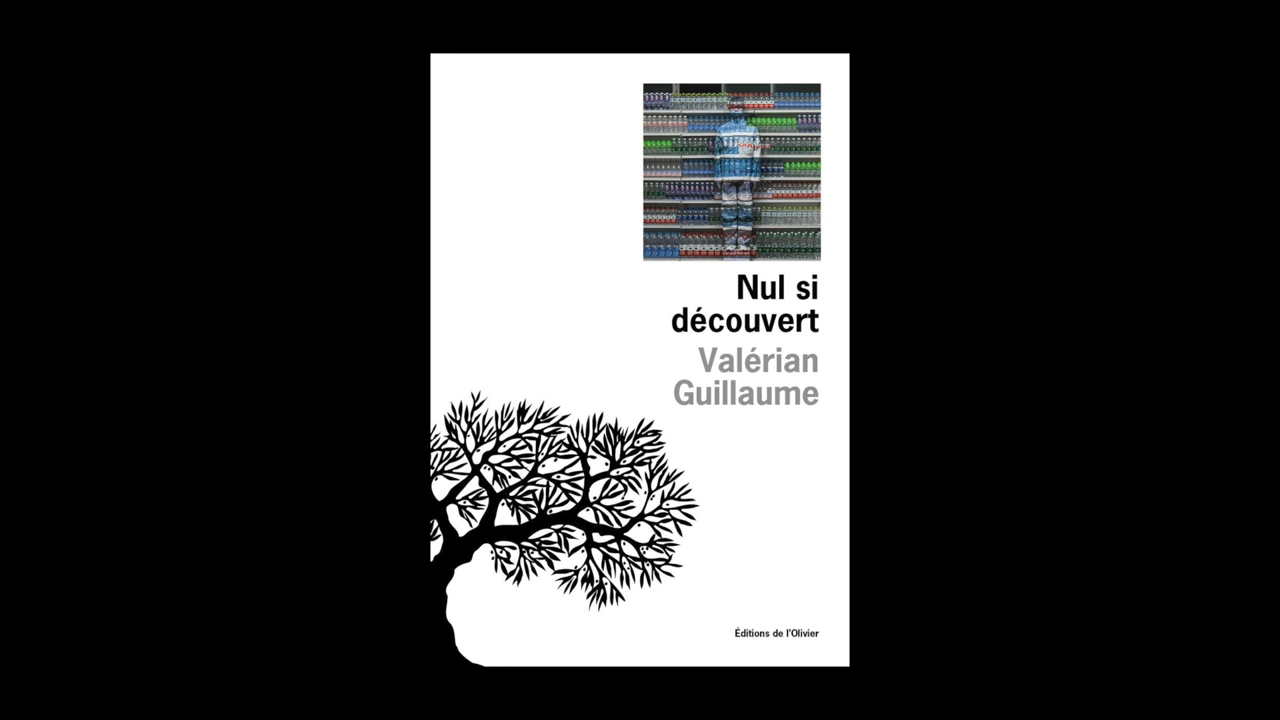 Nul si
découvert
Valérian
Guillaume
Éditions de l'Olivier